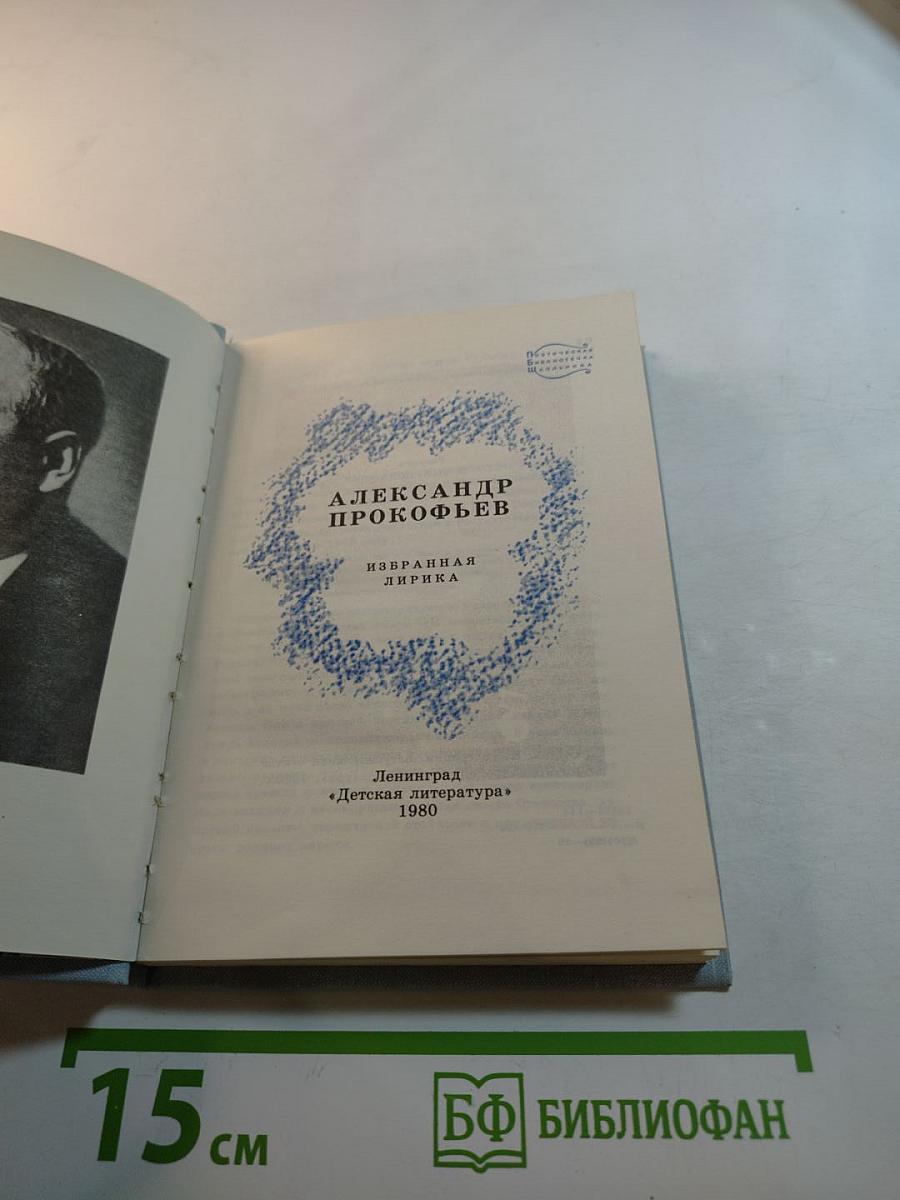 Поэтическая
Библиотечка
Школьника
АЛЕКСАНДР
ПРОКОФЬЕВ
ИЗБРАННАЯ
ЛИРИКА
Ленинград
«Детская литература»
1980
15 см
БФ БИБЛИОФАН